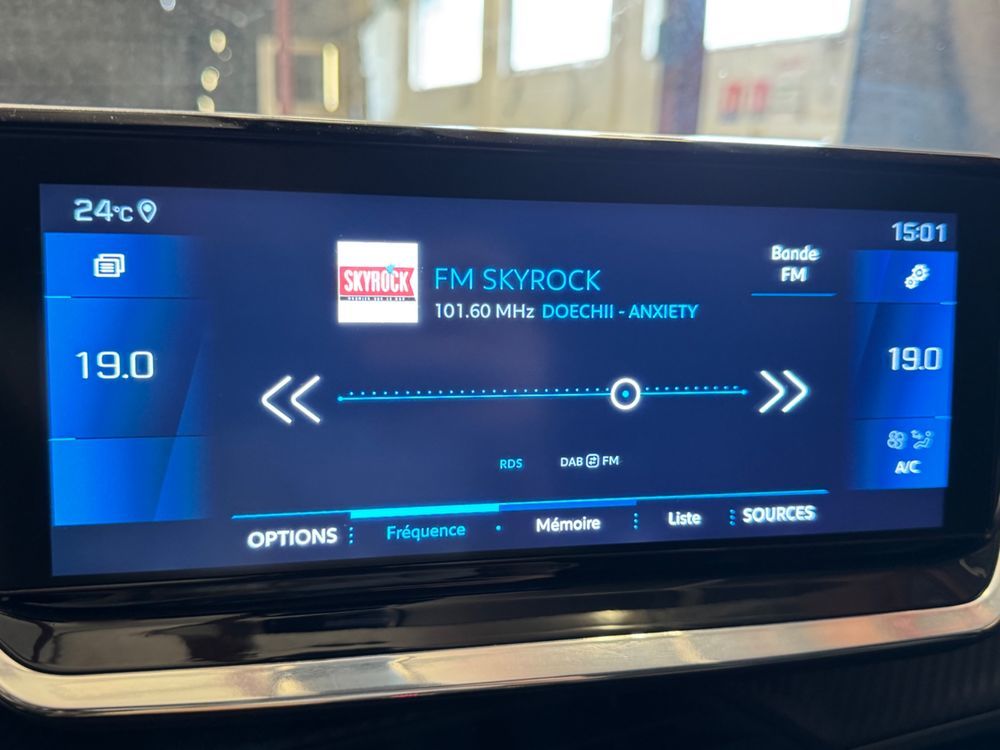 24°C
15:01
Bande
FM
SKYROCK
FM SKYROCK
101.60 MHz DOECHII - ANXIETY
19.0
19.0
RDS
DAB FM
A/C
OPTIONS
Fréquence
Mémoire
Liste
SOURCES